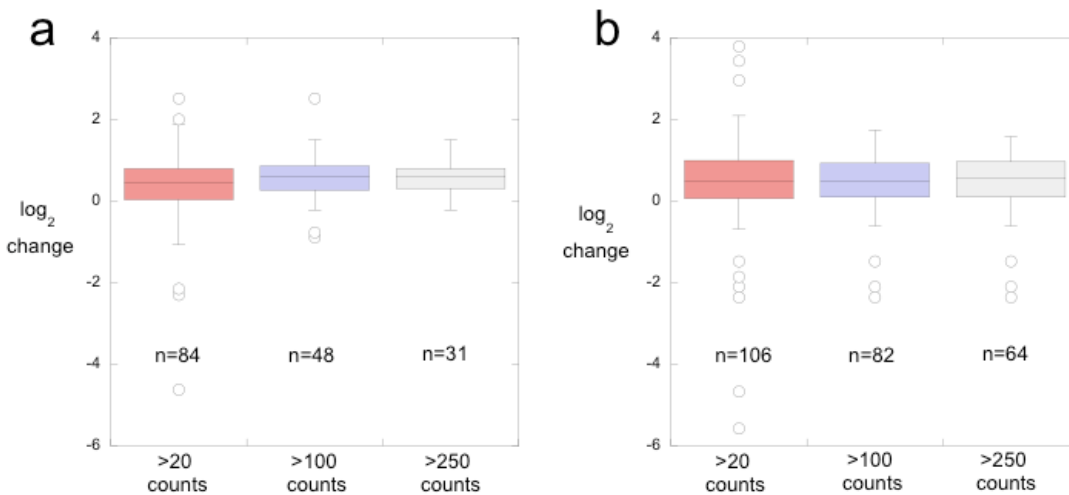 a
4
2
0
-2
-4
-6
log2
change
n=84
n=48
n=31
>20
counts
>100
counts
>250
counts
b
4
2
0
-2
-4
-6
log2
change
n=106
n=82
n=64
>20
counts
>100
counts
>250
counts